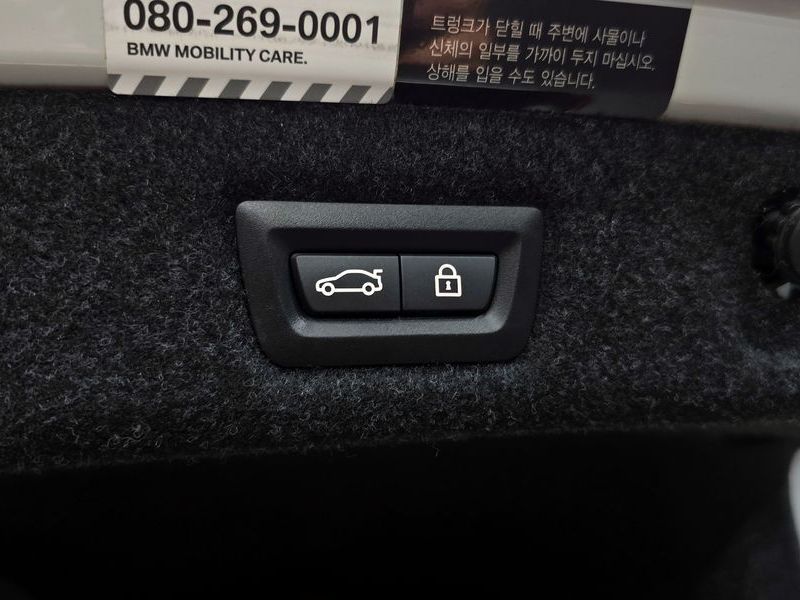 080-269-0001
BMW MOBILITY CARE.
트렁크가 닫힐 때 주변에 사물이나
신체의 일부를 가까이 두지 마십시오.
상해를 입을 수도 있습니다.